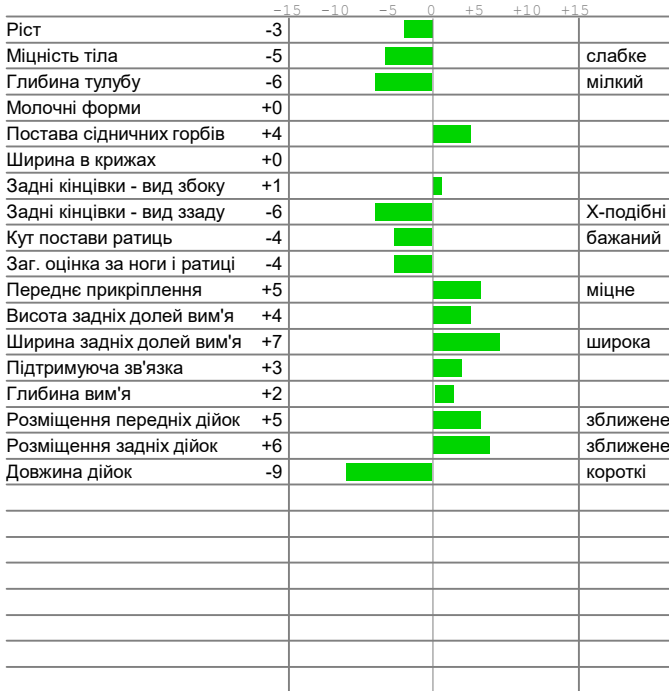 -15 -10 -5 0 +5 +10 +15
Ріст -3
Міцність тіла -5 слабке
Глибина тулубу -6 мілкий
Молочні форми +0
Постава сідничних горбів +4
Ширина в крижах +0
Задні кінцівки - вид збоку +1
Задні кінцівки - вид ззаду -6 Х-подібні
Кут постави ратиць -4 бажаний
Заг. оцінка за ноги і ратиці -4
Переднє прикріплення +5 міцне
Висота задніх долей вим'я +4
Ширина задніх долей вим'я +7 широка
Підтримуюча зв'язка +3
Глибина вим'я +2
Розміщення передніх дійок +5 зближене
Розміщення задніх дійок +6 зближене
Довжина дійок -9 короткі